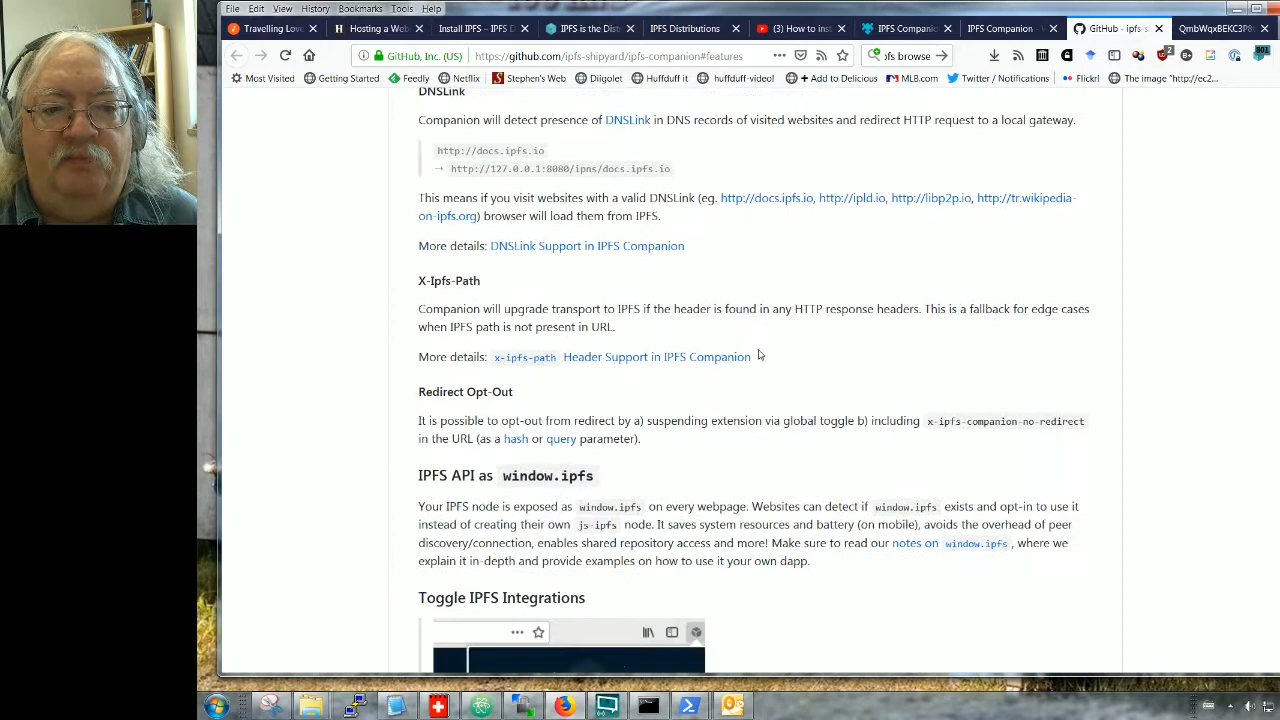 File Edit View History Bookmarks Tools Help
Travelling Love
Hosting a Web
Install IPFS – IPFS D
IPFS is the Dist
IPFS Distributions
(3) How to inst
IPFS Companio
IPFS Companion -
GitHub - ipfs-s
QmbWqxBEKC3P8
GitHub, Inc. (US)
https://github.com/ipfs-shipyard/ipfs-companion#features
ofs browse
Most Visited
Getting Started
Feedly
Netflix
Stephen's Web
Diigolet
Huffduff it
huffduff-video!
+ Add to Delicious
MLB.com
Twitter / Notifications
Flickr!
The image "http://ec2...
DNSLink
Companion will detect presence of DNSLink in DNS records of visited websites and redirect HTTP request to a local gateway.
http://docs.ipfs.io
→ http://127.0.0.1:8080/ipns/docs.ipfs.io
This means if you visit websites with a valid DNSLink (eg. http://docs.ipfs.io, http://ipld.io, http://libp2p.io, http://tr.wikipedia-
on-ipfs.org) browser will load them from IPFS.
More details: DNSLink Support in IPFS Companion
X-Ipfs-Path
Companion will upgrade transport to IPFS if the header is found in any HTTP response headers. This is a fallback for edge cases
when IPFS path is not present in URL.
More details: x-ipfs-path Header Support in IPFS Companion
Redirect Opt-Out
It is possible to opt-out from redirect by a) suspending extension via global toggle b) including x-ipfs-companion-no-redirect
in the URL (as a hash or query parameter).
IPFS API as window.ipfs
Your IPFS node is exposed as window.ipfs on every webpage. Websites can detect if window.ipfs exists and opt-in to use it
instead of creating their own js-ipfs node. It saves system resources and battery (on mobile), avoids the overhead of peer
discovery/connection, enables shared repository access and more! Make sure to read our notes on window.ipfs, where we
explain it in-depth and provide examples on how to use it your own dapp.
Toggle IPFS Integrations